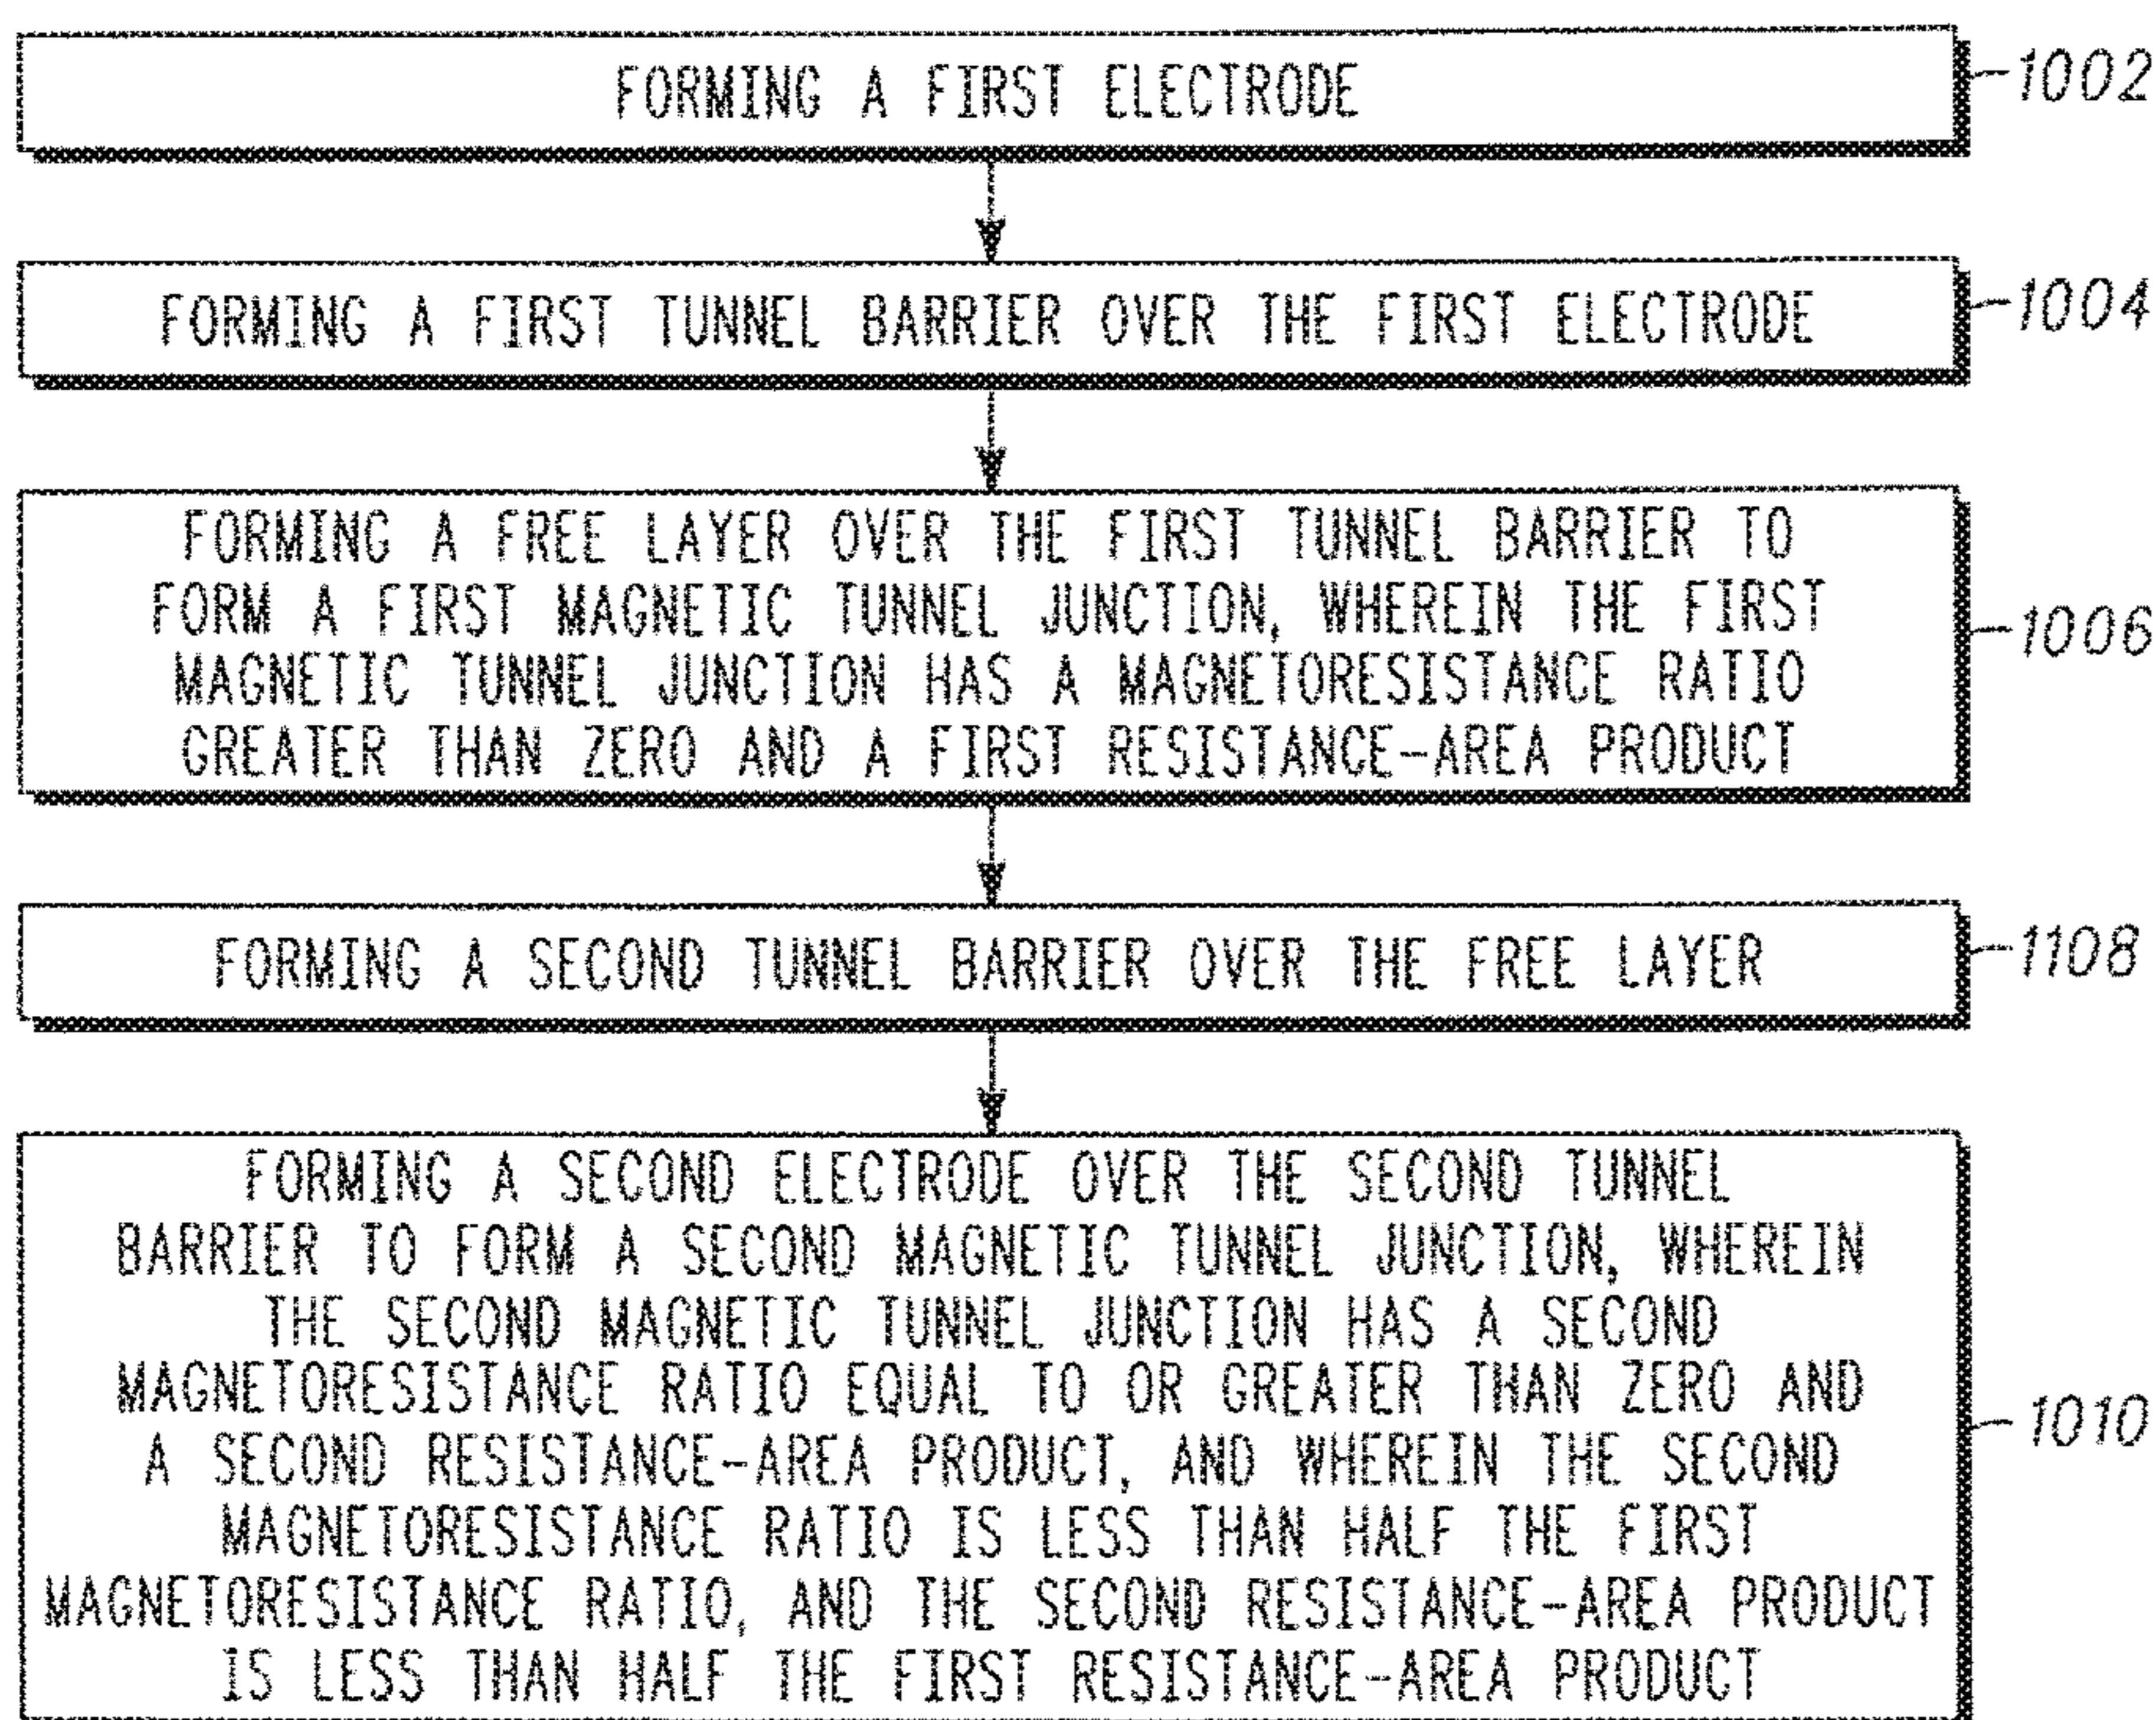 FORMING A FIRST ELECTRODE
1002
FORMING A FIRST TUNNEL BARRIER OVER THE FIRST ELECTRODE
1004
FORMING A FREE LAYER OVER THE FIRST TUNNEL BARRIER TO
FORM A FIRST MAGNETIC TUNNEL JUNCTION, WHEREIN THE FIRST
MAGNETIC TUNNEL JUNCTION HAS A MAGNETORESISTANCE RATIO
GREATER THAN ZERO AND A FIRST RESISTANCE-AREA PRODUCT
1006
FORMING A SECOND TUNNEL BARRIER OVER THE FREE LAYER
1108
FORMING A SECOND ELECTRODE OVER THE SECOND TUNNEL
BARRIER TO FORM A SECOND MAGNETIC TUNNEL JUNCTION, WHEREIN
THE SECOND MAGNETIC TUNNEL JUNCTION HAS A SECOND
MAGNETORESISTANCE RATIO EQUAL TO OR GREATER THAN ZERO AND
A SECOND RESISTANCE-AREA PRODUCT, AND WHEREIN THE SECOND
MAGNETORESISTANCE RATIO IS LESS THAN HALF THE FIRST
MAGNETORESISTANCE RATIO, AND THE SECOND RESISTANCE-AREA PRODUCT
IS LESS THAN HALF THE FIRST RESISTANCE-AREA PRODUCT
1010